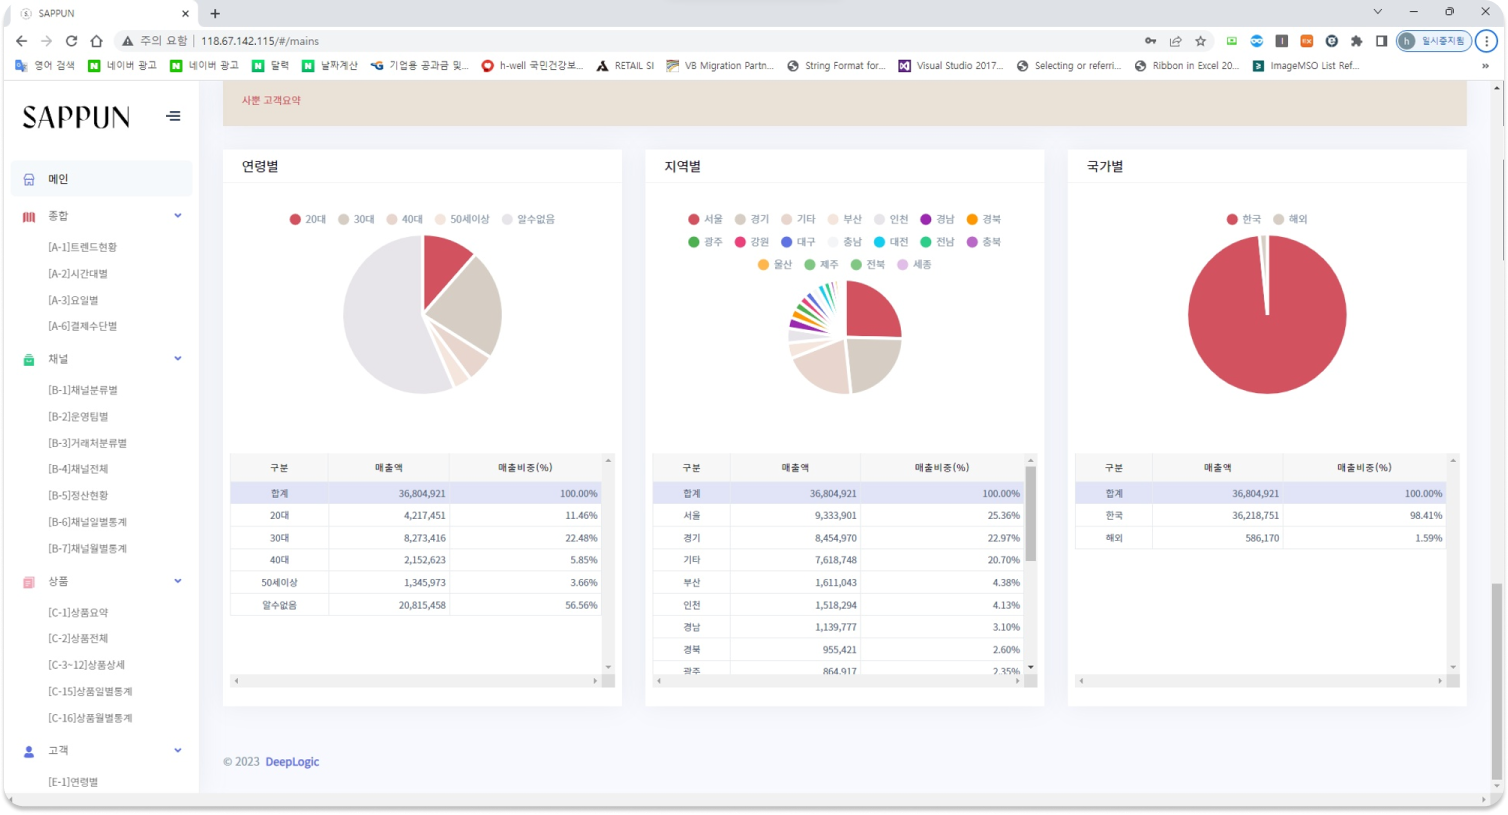 SAPPUN
주의 요함 | 118.67.142.115/#/mains
h 일시중지됨
영어 검색 네이버 광고 네이버 광고 달력 날짜계산 기업용 공과금 및... h-well 국민건강보... RETAIL SI VB Migration Partn... String Format for... Visual Studio 2017... Selecting or referri... Ribbon in Excel 20... ImageMSO List Ref... »
SAPPUN
메인
종합
[A-1]트렌드현황
[A-2]시간대별
[A-3]요일별
[A-6]결제수단별
채널
[B-1]채널분류별
[B-2]운영팀별
[B-3]거래처분류별
[B-4]채널전체
[B-5]정산현황
[B-6]채널일별통계
[B-7]채널월별통계
상품
[C-1]상품요약
[C-2]상품전체
[C-3~12]상품상세
[C-15]상품일별통계
[C-16]상품월별통계
고객
[E-1]연령별
사뿐 고객요약
연령별
20대 30대 40대 50세이상 알수없음
구분 매출액 매출비중(%)
합계 36,804,921 100.00%
20대 4,217,451 11.46%
30대 8,273,416 22.48%
40대 2,152,623 5.85%
50세이상 1,345,973 3.66%
알수없음 20,815,458 56.56%
지역별
서울 경기 기타 부산 인천 경남 경북
광주 강원 대구 충남 대전 전남 충북
울산 제주 전북 세종
구분 매출액 매출비중(%)
합계 36,804,921 100.00%
서울 9,333,901 25.36%
경기 8,454,970 22.97%
기타 7,618,748 20.70%
부산 1,611,043 4.38%
인천 1,518,294 4.13%
경남 1,139,777 3.10%
경북 955,421 2.60%
광주 864,917 2.35%
국가별
한국 해외
구분 매출액 매출비중(%)
합계 36,804,921 100.00%
한국 36,218,751 98.41%
해외 586,170 1.59%
© 2023 DeepLogic